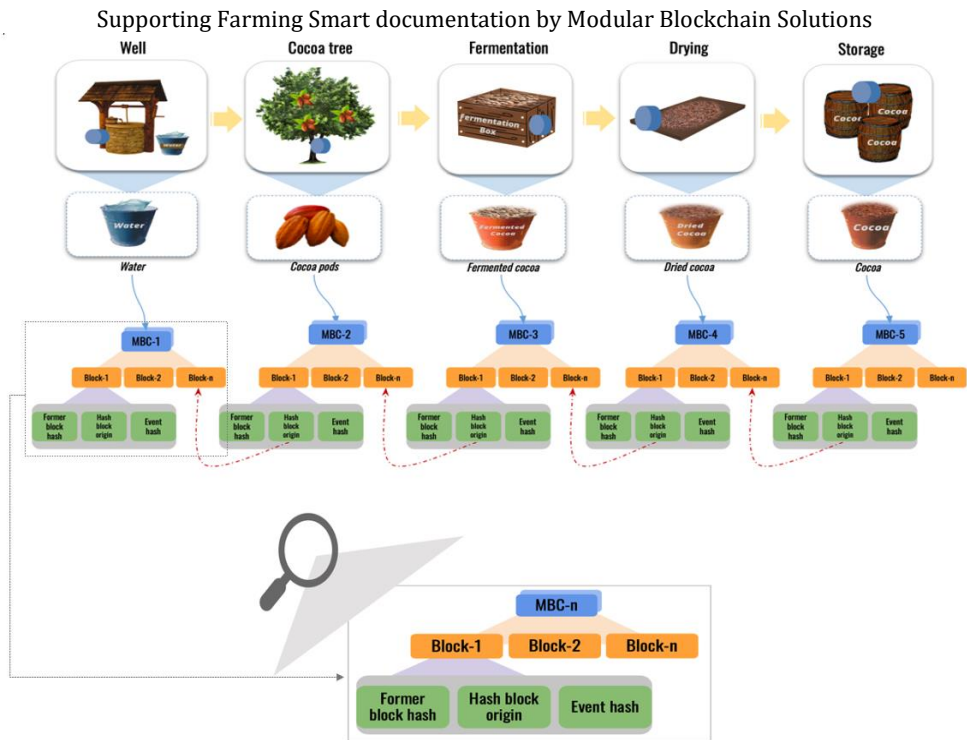 Supporting Farming Smart documentation by Modular Blockchain Solutions
Well
Cocoa tree
Fermentation
Drying
Storage
Water
Fermentation
Box
Cocoa
Cocoa
Water
Fermented
Cocoa
Dried
Cocoa
Cocoa
Water
Cocoa pods
Fermented cocoa
Dried cocoa
Cocoa
MBC-1
MBC-2
MBC-3
MBC-4
MBC-5
Block-1 Block-2 Block-n
Block-1 Block-2 Block-n
Block-1 Block-2 Block-n
Block-1 Block-2 Block-n
Block-1 Block-2 Block-n
Former
block
hash
Hash
block
origin
Event
hash
Former
block
hash
Hash
block
origin
Event
hash
Former
block
hash
Hash
block
origin
Event
hash
Former
block
hash
Hash
block
origin
Event
hash
Former
block
hash
Hash
block
origin
Event
hash
MBC-n
Block-1 Block-2 Block-n
Former
block hash
Hash block
origin
Event hash